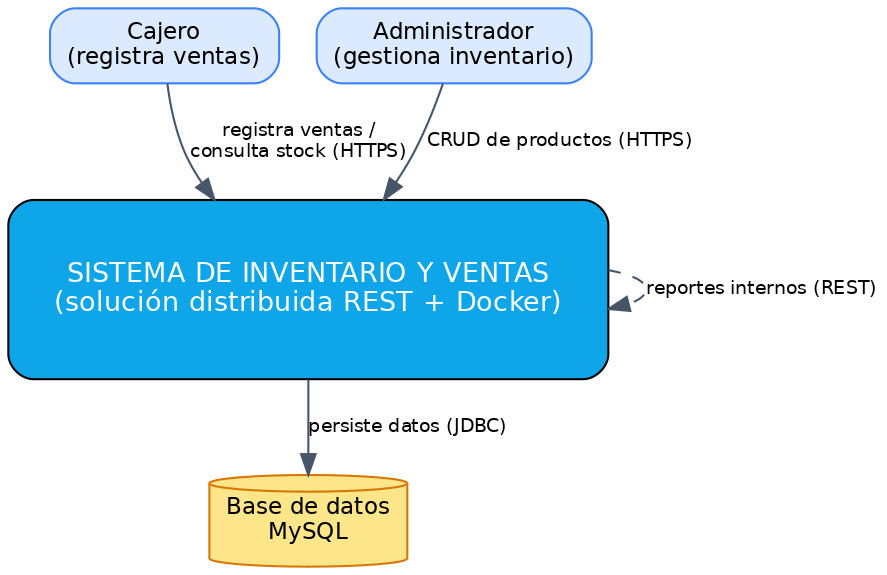 Cajero
(registra ventas)
Administrador
(gestiona inventario)
registra ventas /
consulta stock (HTTPS)
CRUD de productos (HTTPS)
SISTEMA DE INVENTARIO Y VENTAS
(solución distribuida REST + Docker)
reportes internos (REST)
persiste datos (JDBC)
Base de datos
MySQL